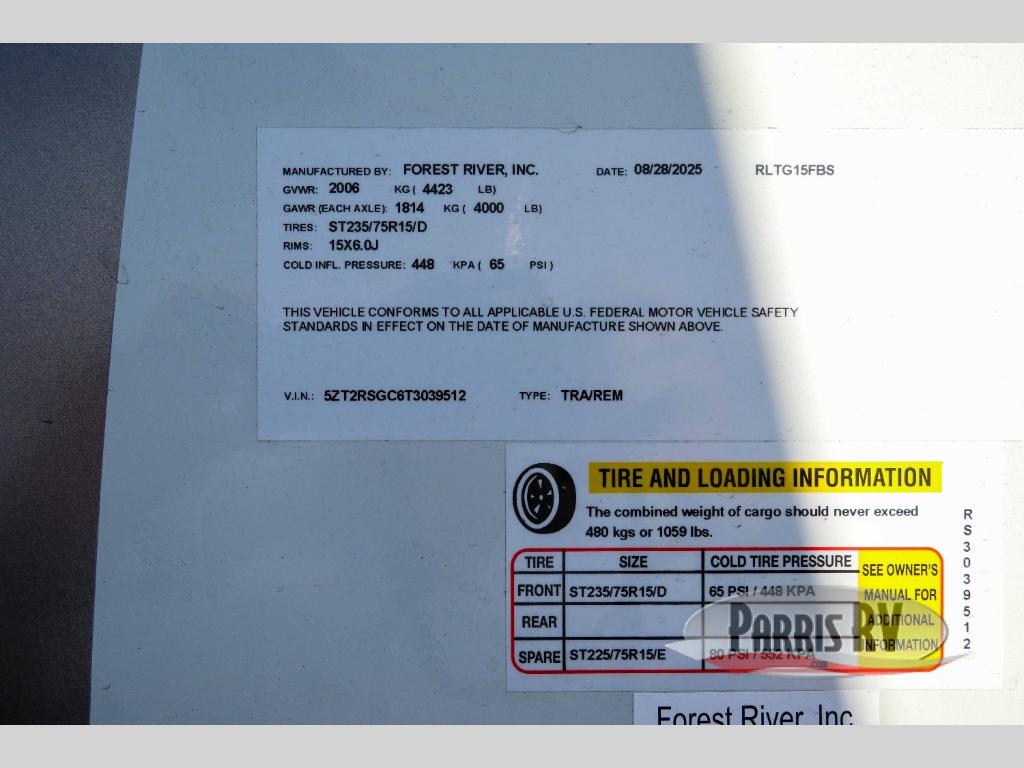 MANUFACTURED BY: FOREST RIVER, INC. DATE: 08/28/2025 RLTG15FBS
GVWR: 2006 KG ( 4423 LB)
GAWR (EACH AXLE): 1814 KG ( 4000 LB)
TIRES: ST235/75R15/D
RIMS: 15X6.0J
COLD INFL. PRESSURE: 448 KPA ( 65 PSI )
THIS VEHICLE CONFORMS TO ALL APPLICABLE U.S. FEDERAL MOTOR VEHICLE SAFETY
STANDARDS IN EFFECT ON THE DATE OF MANUFACTURE SHOWN ABOVE.
V.I.N.: 5ZT2RSGC6T3039512 TYPE: TRA/REM
TIRE AND LOADING INFORMATION
The combined weight of cargo should never exceed
480 kgs or 1059 lbs.
TIRE SIZE COLD TIRE PRESSURE
FRONT ST235/75R15/D 65 PSI / 448 KPA
REAR
SPARE ST225/75R15/E 80 PSI / 552 KPA
SEE OWNER'S
MANUAL FOR
ADDITIONAL
INFORMATION
RS3039512
PARRIS RV
.com
Forest River, Inc.